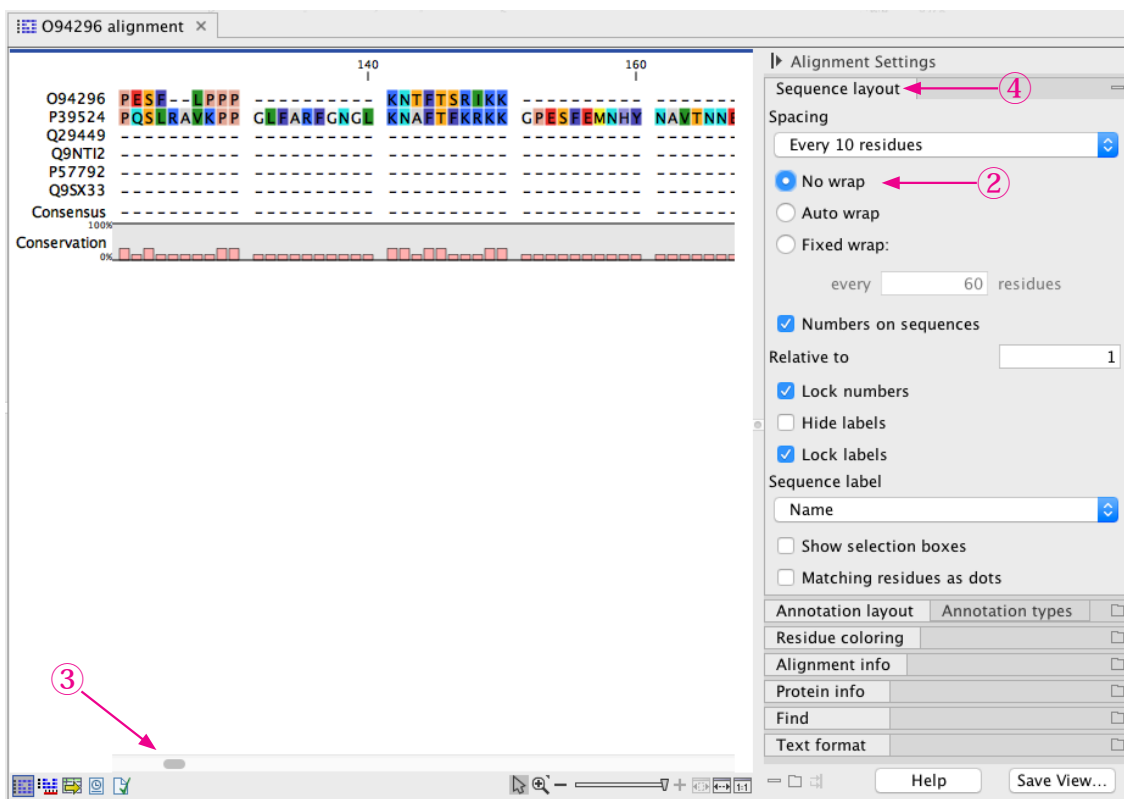 O94296 alignment ×
140 160
O94296 PESF--LPPP ---------- KNTFTSRIKK ---------- -------
P39524 PQSLRAVKPP GLFARFGNGL KNAFTFKRKK GPESFEMNHY NAVTNNE
Q29449 ---------- ---------- ---------- ---------- -------
Q9NTI2 ---------- ---------- ---------- ---------- -------
P57792 ---------- ---------- ---------- ---------- -------
Q9SX33 ---------- ---------- ---------- ---------- -------
Consensus ---------- ---------- ---------- ---------- -------
100%
Conservation
0%
③
Alignment Settings
Sequence layout ④
Spacing
Every 10 residues
No wrap ②
Auto wrap
Fixed wrap:
every 60 residues
Numbers on sequences
Relative to 1
Lock numbers
Hide labels
Lock labels
Sequence label
Name
Show selection boxes
Matching residues as dots
Annotation layout Annotation types
Residue coloring
Alignment info
Protein info
Find
Text format
1:1
Help Save View...